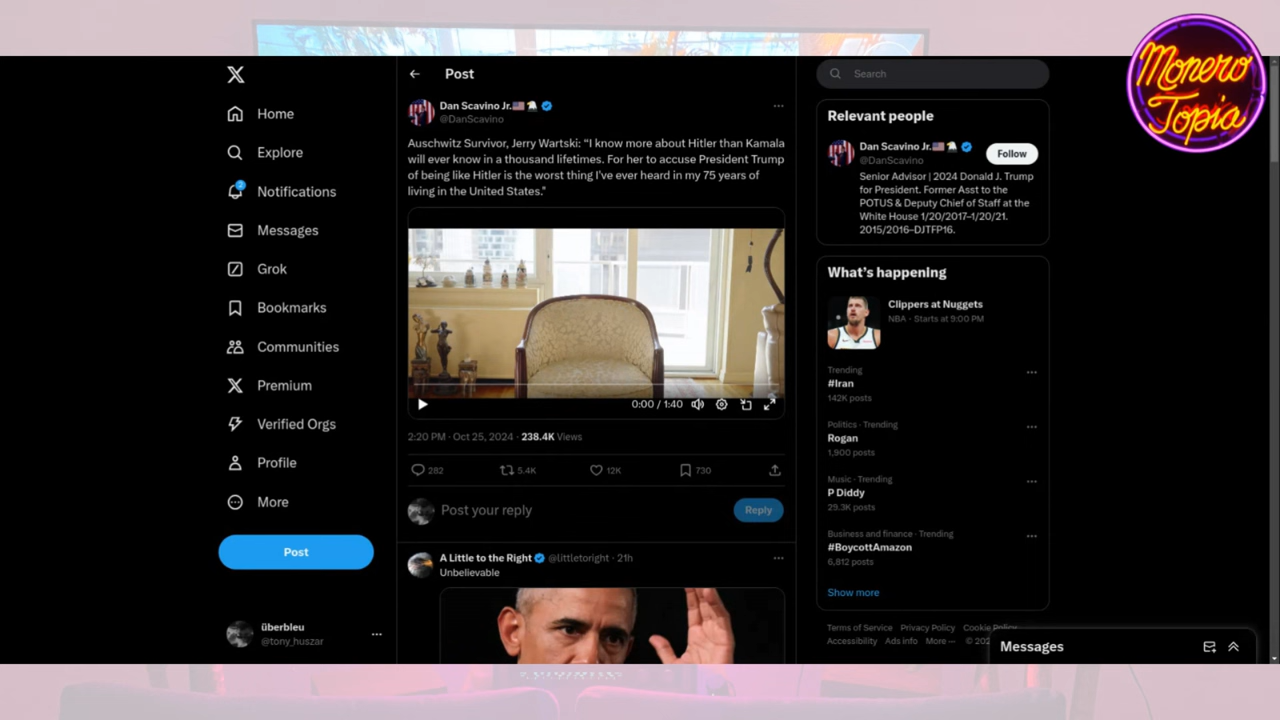 Monero
Topia
Home
Explore
2
Notifications
Messages
Grok
Bookmarks
Communities
Premium
Verified Orgs
Profile
More
Post
überbleu
@tony_huszar
Post
Dan Scavino Jr.
@DanScavino
Auschwitz Survivor, Jerry Wartski: “I know more about Hitler than Kamala
will ever know in a thousand lifetimes. For her to accuse President Trump
of being like Hitler is the worst thing I’ve ever heard in my 75 years of
living in the United States.”
0:00 / 1:40
2:20 PM · Oct 25, 2024 · 238.4K Views
282 5.4K 12K 730
Post your reply
Reply
A Little to the Right @littletoright · 21h
Unbelievable
Search
Relevant people
Dan Scavino Jr.
@DanScavino
Follow
Senior Advisor | 2024 Donald J. Trump
for President. Former Asst to the
POTUS & Deputy Chief of Staff at the
White House 1/20/2017–1/20/21.
2015/2016–DJTFP16.
What’s happening
Clippers at Nuggets
NBA · Starts at 9:00 PM
Trending
#Iran
142K posts
Politics · Trending
Rogan
1,900 posts
Music · Trending
P Diddy
29.3K posts
Business and finance · Trending
#BoycottAmazon
6,812 posts
Show more
Terms of Service Privacy Policy Cookie Policy
Accessibility Ads info More ··· © 202
Messages